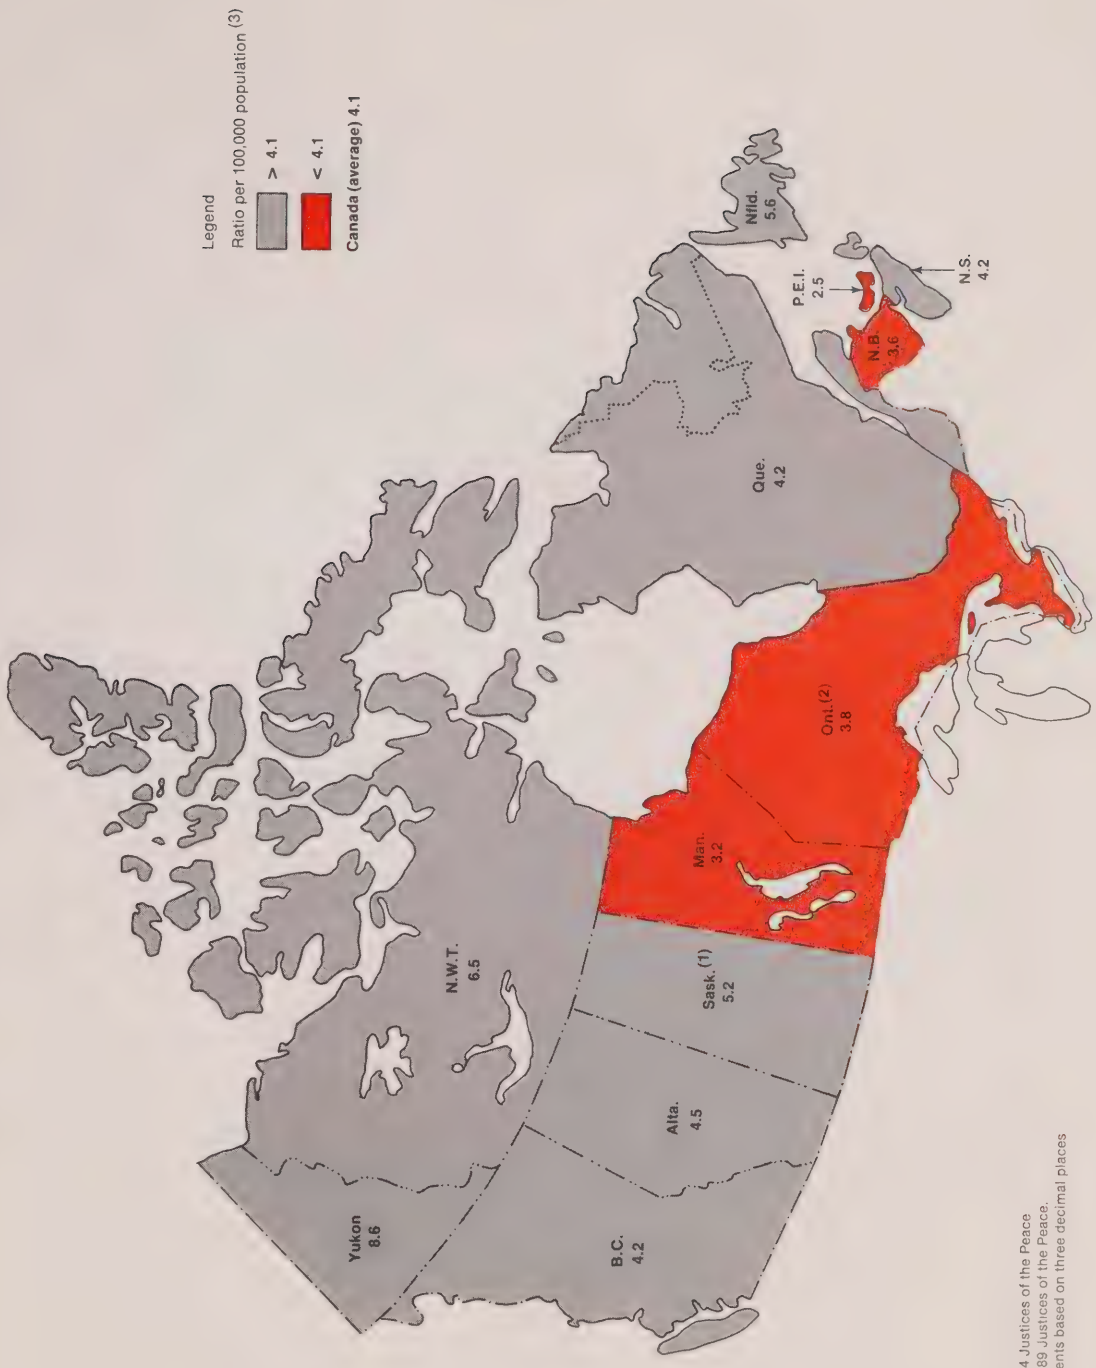 Legend
Ratio per 100,000 population (3)
> 4.1
< 4.1
Canada (average) 4.1
Yukon
8.6
N.W.T.
6.5
B.C.
4.2
Alta.
4.5
Sask. (1)
5.2
Man.
3.2
Ont. (2)
3.8
Que.
4.2
Nfld.
5.6
P.E.I.
2.5
N.B.
3.6
N.S.
4.2
4 Justices of the Peace
89 Justices of the Peace.
ents based on three decimal places